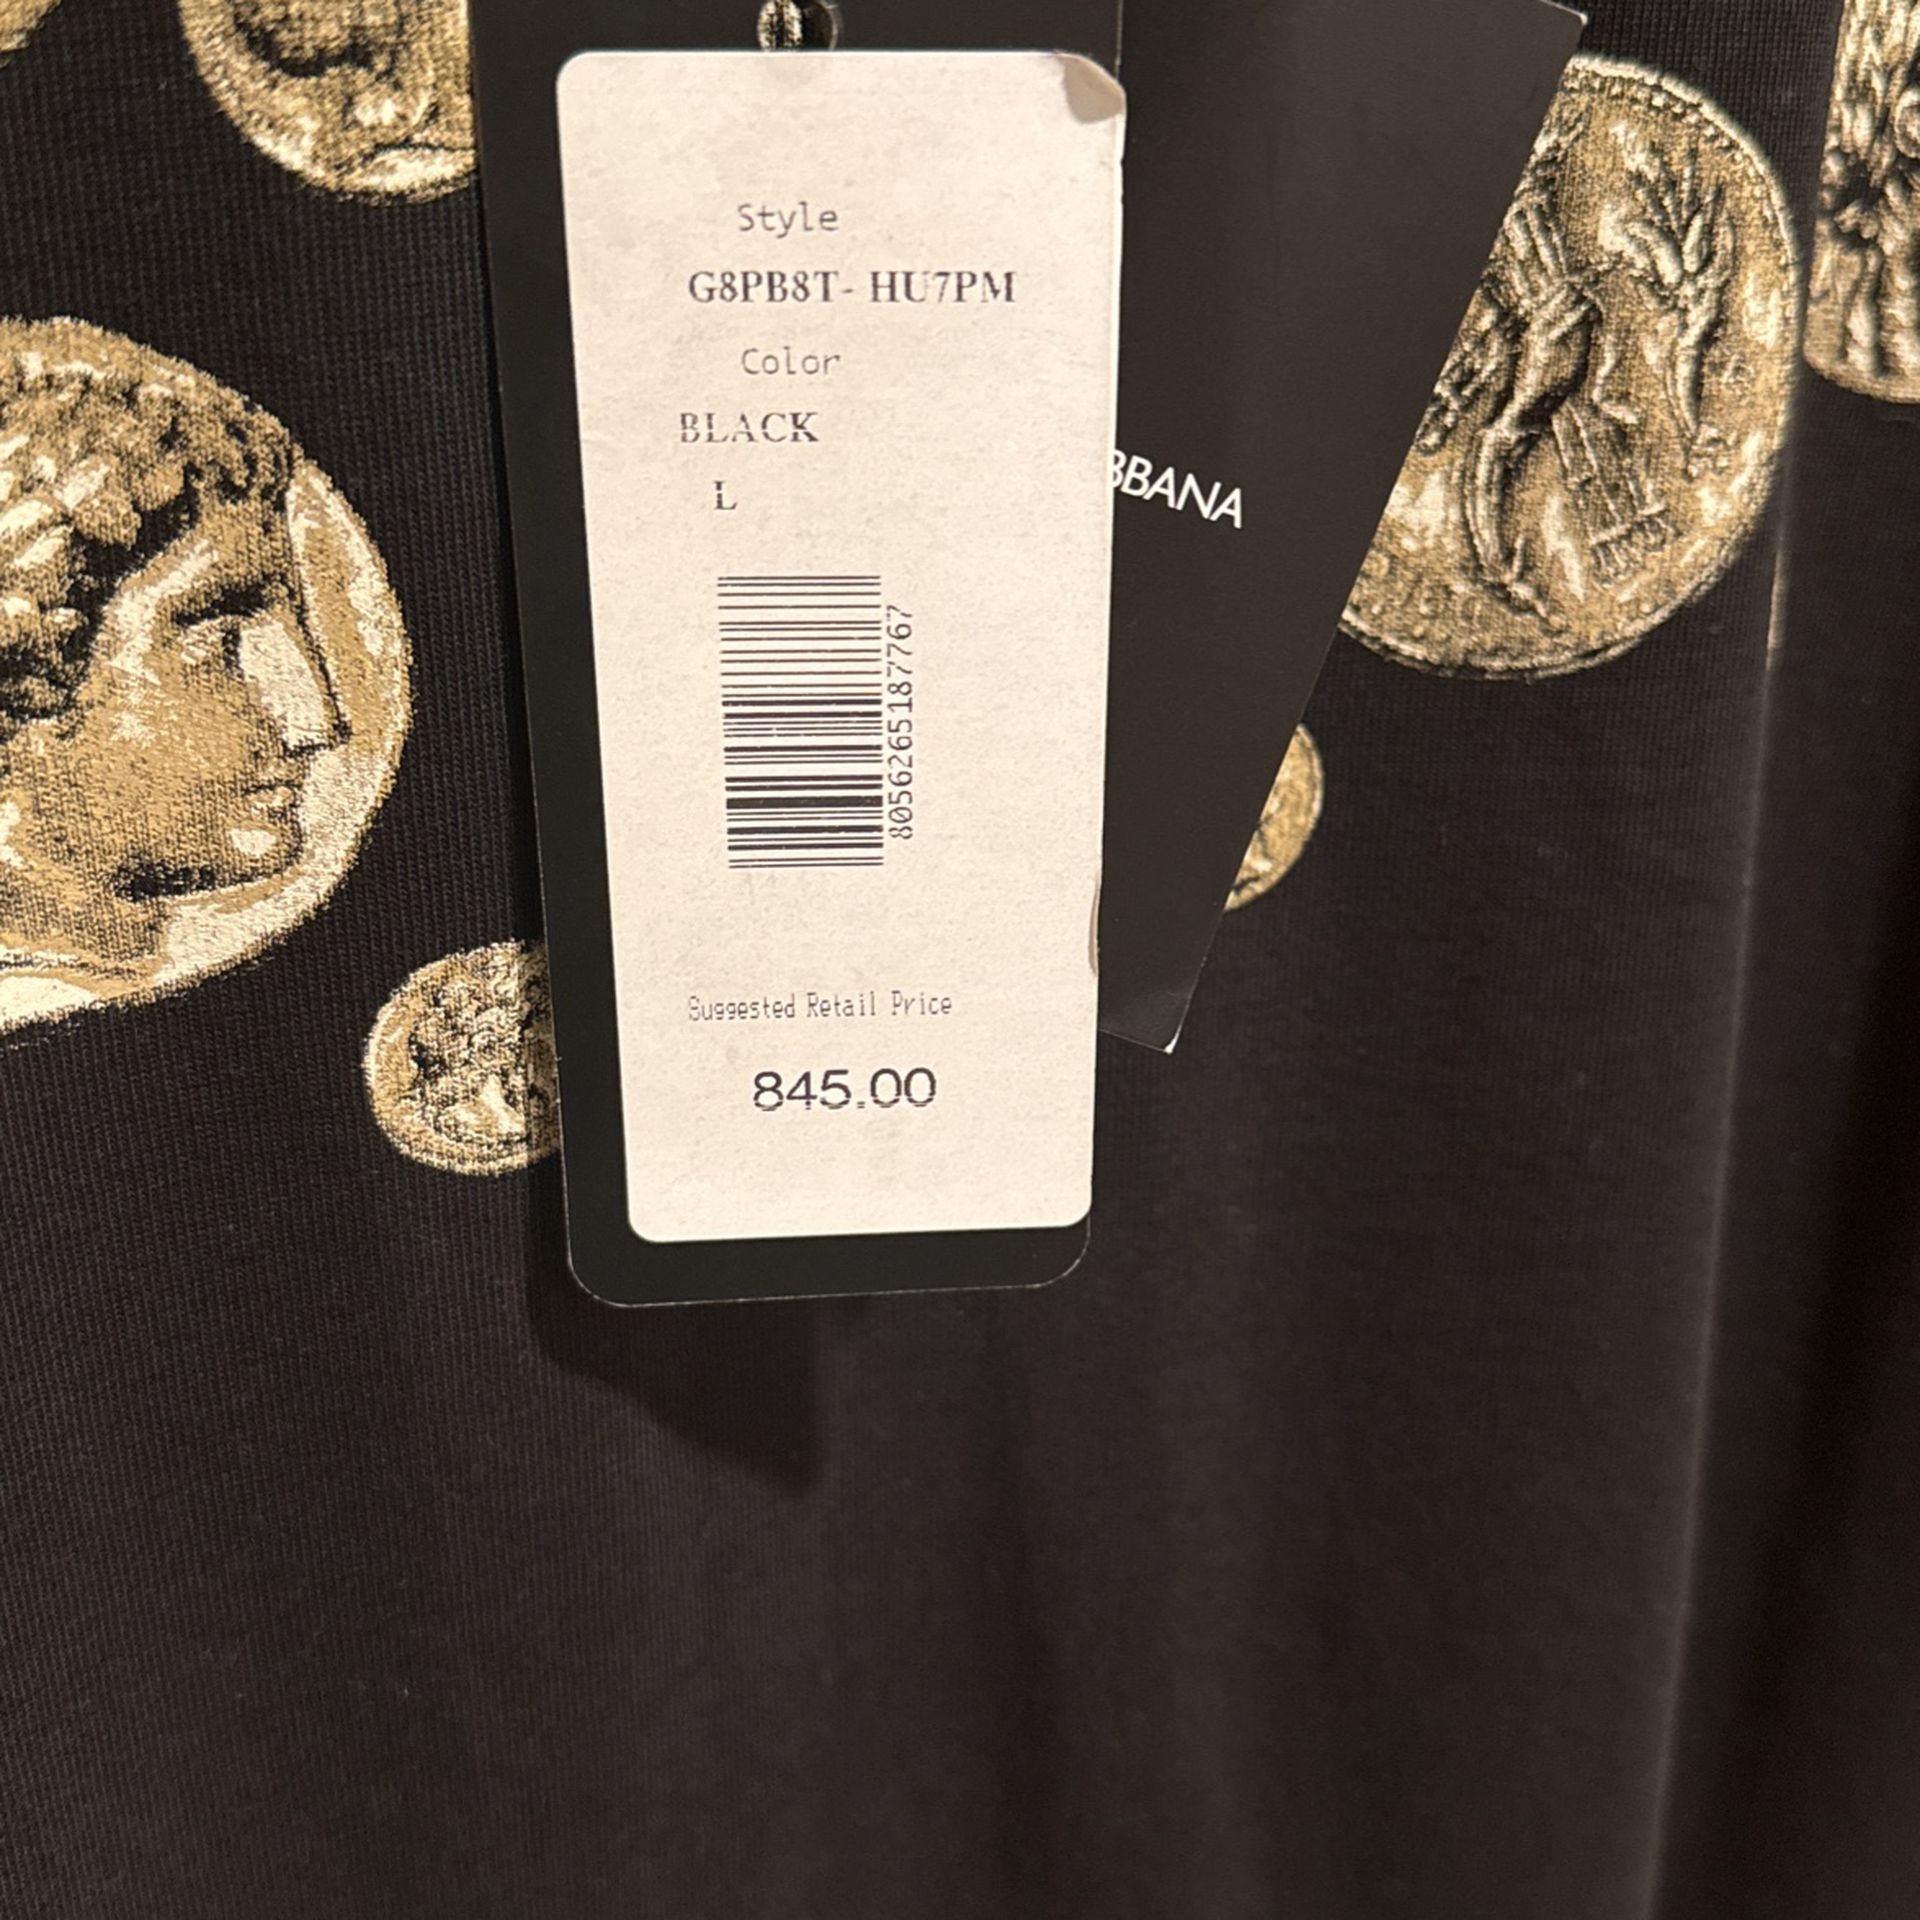 Style
G8PB8T- HU7PM
Color
BLACK
L
8056265187767
Suggested Retail Price
845.00
BBANA